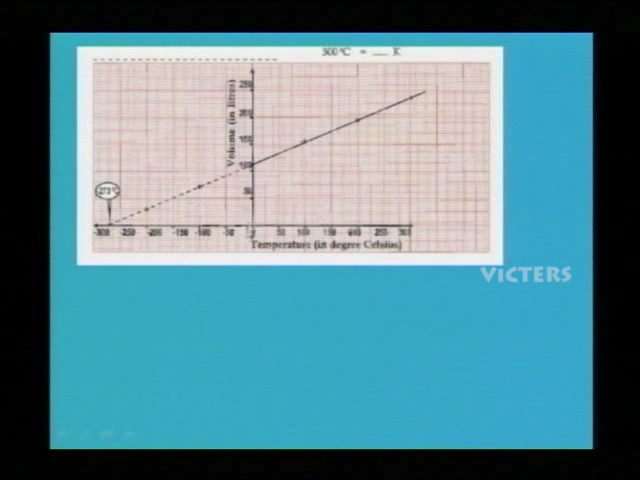 300°C = __ K
Volume (in litres)
250
200
150
100
50
273°C
-300 -250 -200 -150 -100 -50 0 50 100 150 200 250 300
Temperature (in degree Celsius)
VICTERS